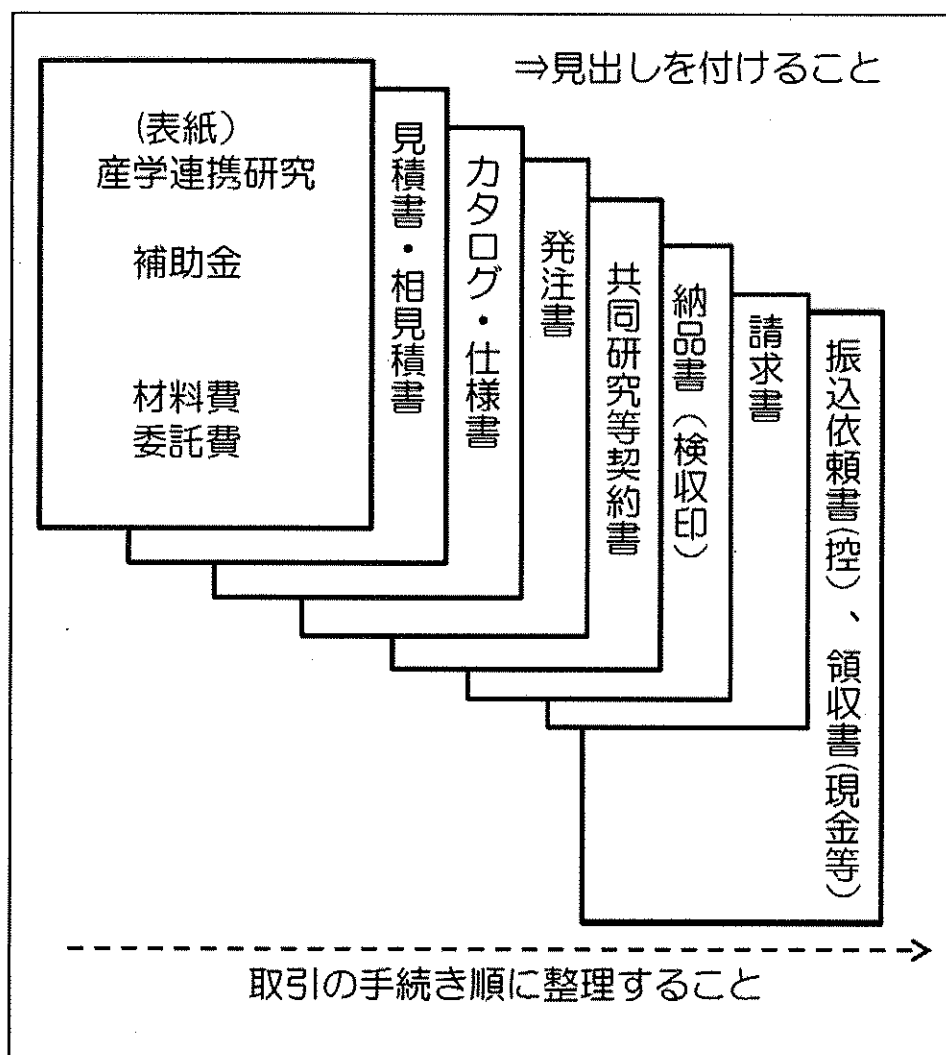 ⇒見出しを付けること
(表紙)
産学連携研究
補助金
材料費
委託費
見積書・相見積書
カタログ・仕様書
発注書
共同研究等契約書
納品書(検収印)
請求書
振込依頼書(控)、領収書(現金等)
取引の手続き順に整理すること